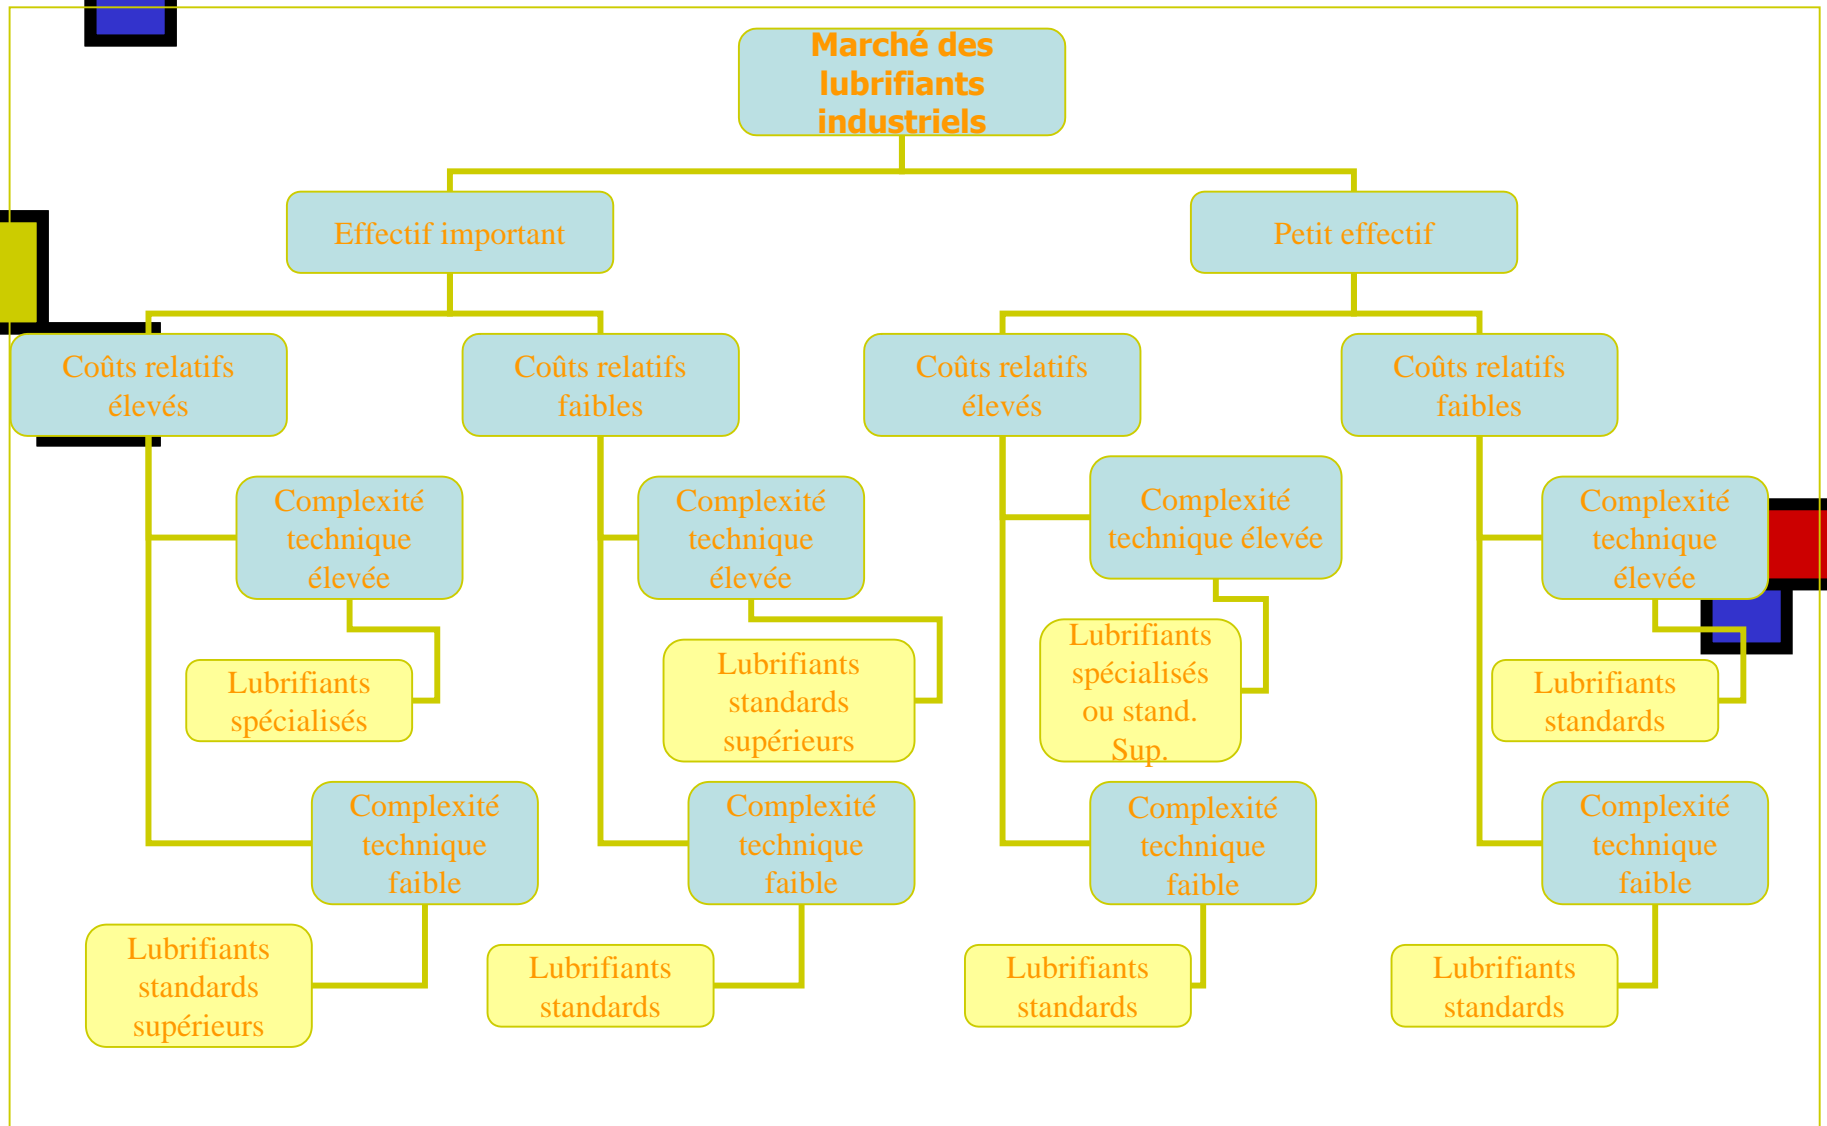 Marché des
lubrifiants
industriels
Effectif important
Petit effectif
Coûts relatifs
élevés
Coûts relatifs
faibles
Coûts relatifs
élevés
Coûts relatifs
faibles
Complexité
technique
élevée
Complexité
technique
élevée
Complexité
technique élevée
Complexité
technique
élevée
Lubrifiants
spécialisés
Lubrifiants
standards
supérieurs
Lubrifiants
spécialisés
ou stand.
Sup.
Lubrifiants
standards
Complexité
technique
faible
Complexité
technique
faible
Complexité
technique
faible
Complexité
technique
faible
Lubrifiants
standards
supérieurs
Lubrifiants
standards
Lubrifiants
standards
Lubrifiants
standards